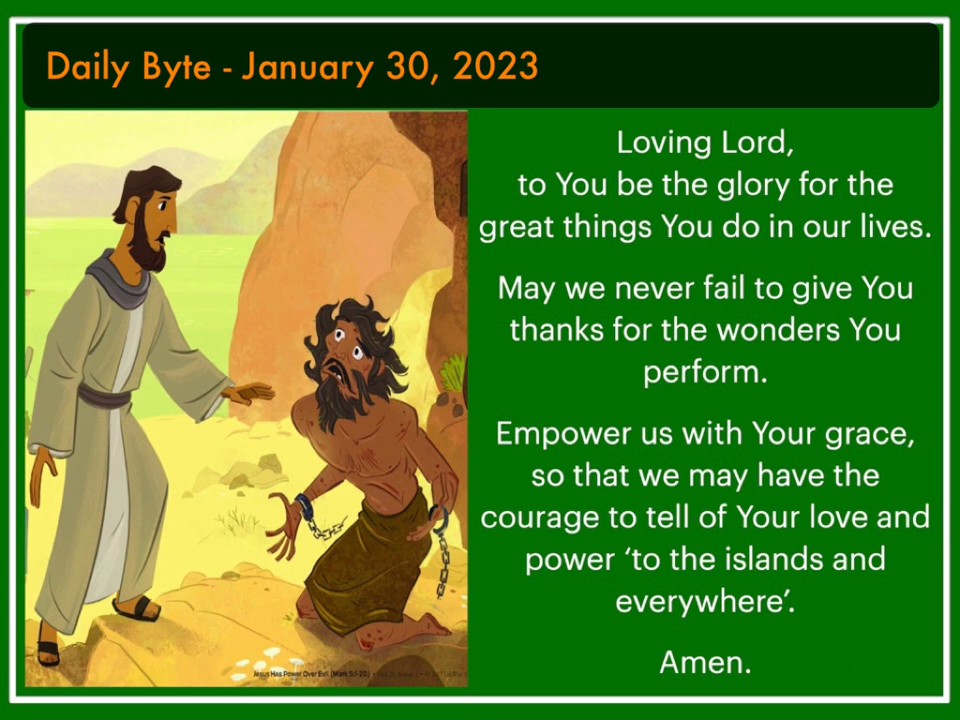 Daily Byte - January 30, 2023
Loving Lord,
to You be the glory for the
great things You do in our lives.
May we never fail to give You
thanks for the wonders You
perform.
Empower us with Your grace,
so that we may have the
courage to tell of Your love and
power ‘to the islands and
everywhere’.
Amen.
Jesus Has Power Over Evil (Mark 5:1-20)